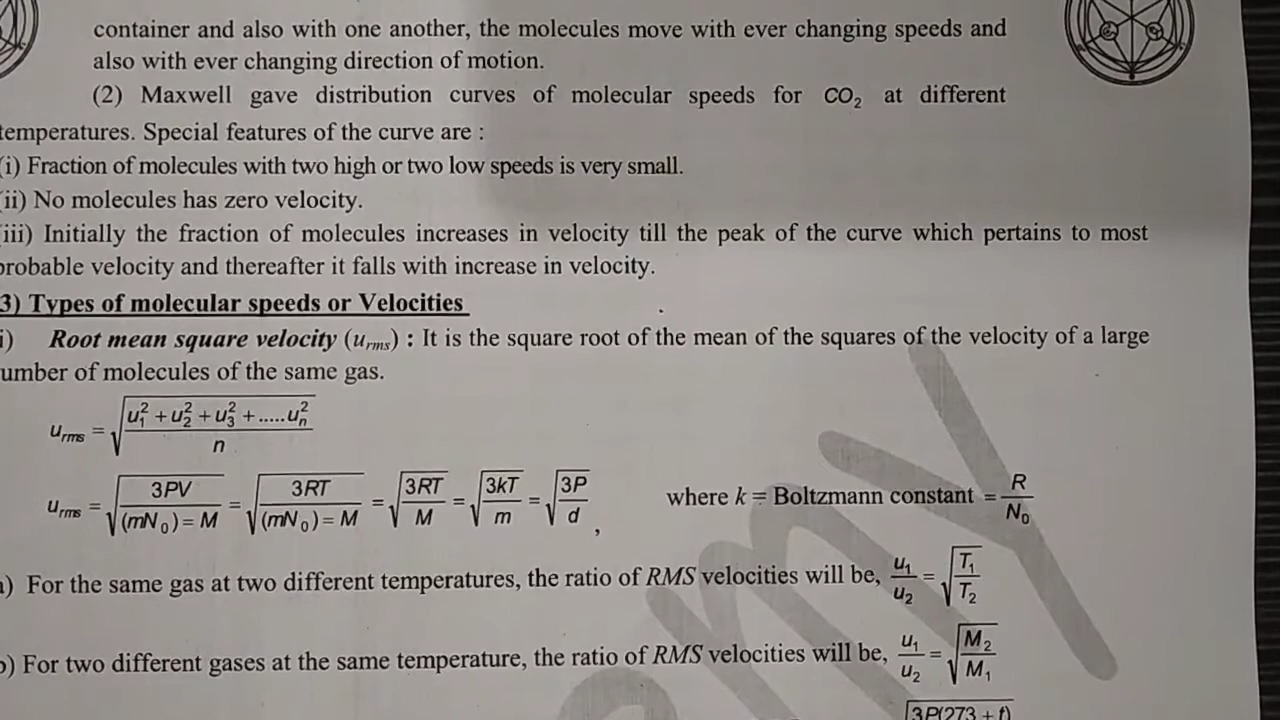 container and also with one another, the molecules move with ever changing speeds and
also with ever changing direction of motion.
(2) Maxwell gave distribution curves of molecular speeds for CO₂ at different
temperatures. Special features of the curve are :
(i) Fraction of molecules with two high or two low speeds is very small.
(ii) No molecules has zero velocity.
(iii) Initially the fraction of molecules increases in velocity till the peak of the curve which pertains to most
probable velocity and thereafter it falls with increase in velocity.
3) Types of molecular speeds or Velocities
i) Root mean square velocity (u_rms) : It is the square root of the mean of the squares of the velocity of a large
umber of molecules of the same gas.
u_rms = √((u₁² + u₂² + u₃² + .....u_n²)/n)
u_rms = √(3PV/((mN₀) = M)) = √(3RT/((mN₀) = M)) = √(3RT/M) = √(3kT/m) = √(3P/d) , where k = Boltzmann constant = R/N₀
) For the same gas at two different temperatures, the ratio of RMS velocities will be, u₁/u₂ = √(T₁/T₂)
) For two different gases at the same temperature, the ratio of RMS velocities will be, u₁/u₂ = √(M₂/M₁)
√3P(273 + t)